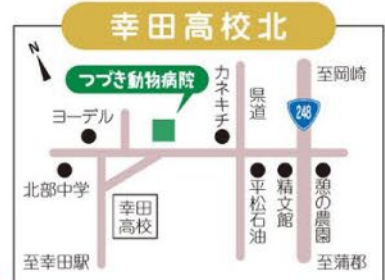 幸田高校北
N
つづき動物病院
ヨーデル
カネキチ
県道
248
至岡崎
北部中学
幸田
高校
平松石油
精文館
憩の農園
至幸田駅
至蒲郡